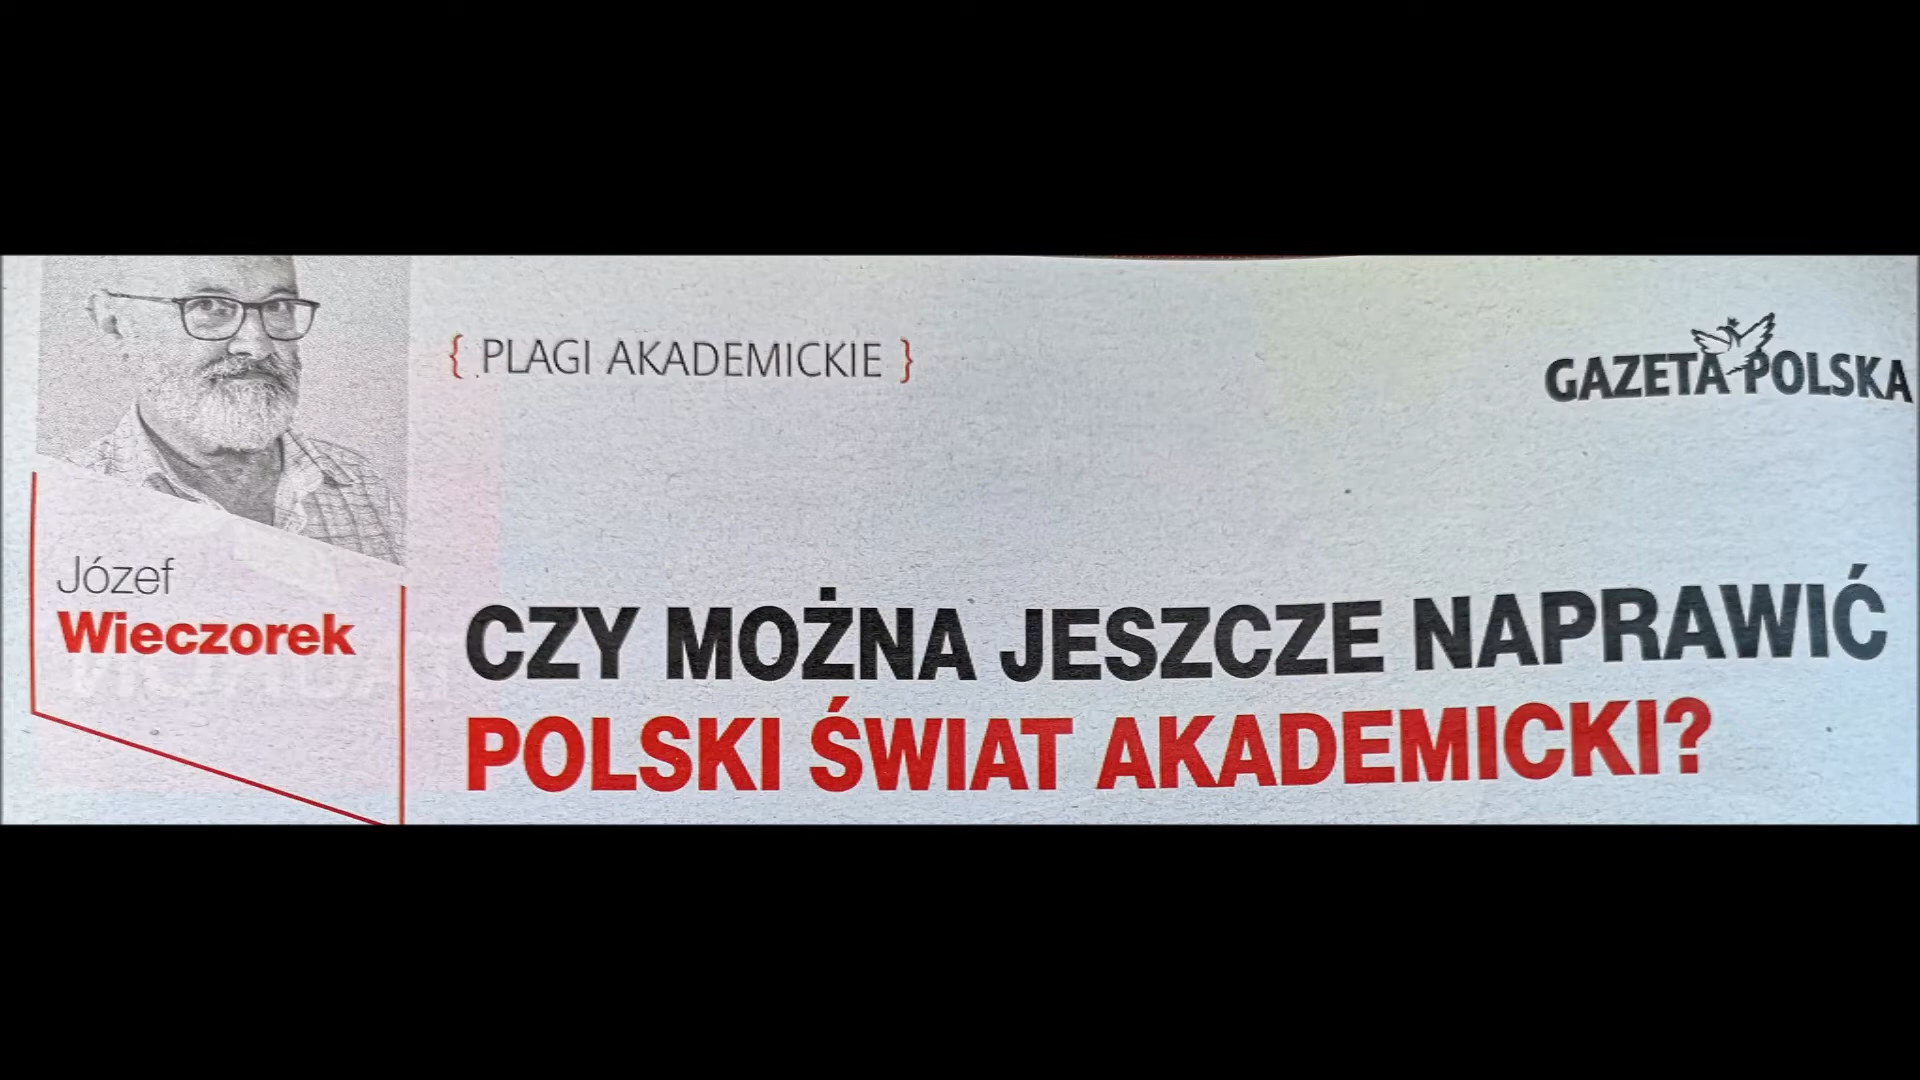 { PLAGI AKADEMICKIE }
GAZETA POLSKA
Józef
Wieczorek
CZY MOŻNA JESZCZE NAPRAWIĆ
POLSKI ŚWIAT AKADEMICKI?